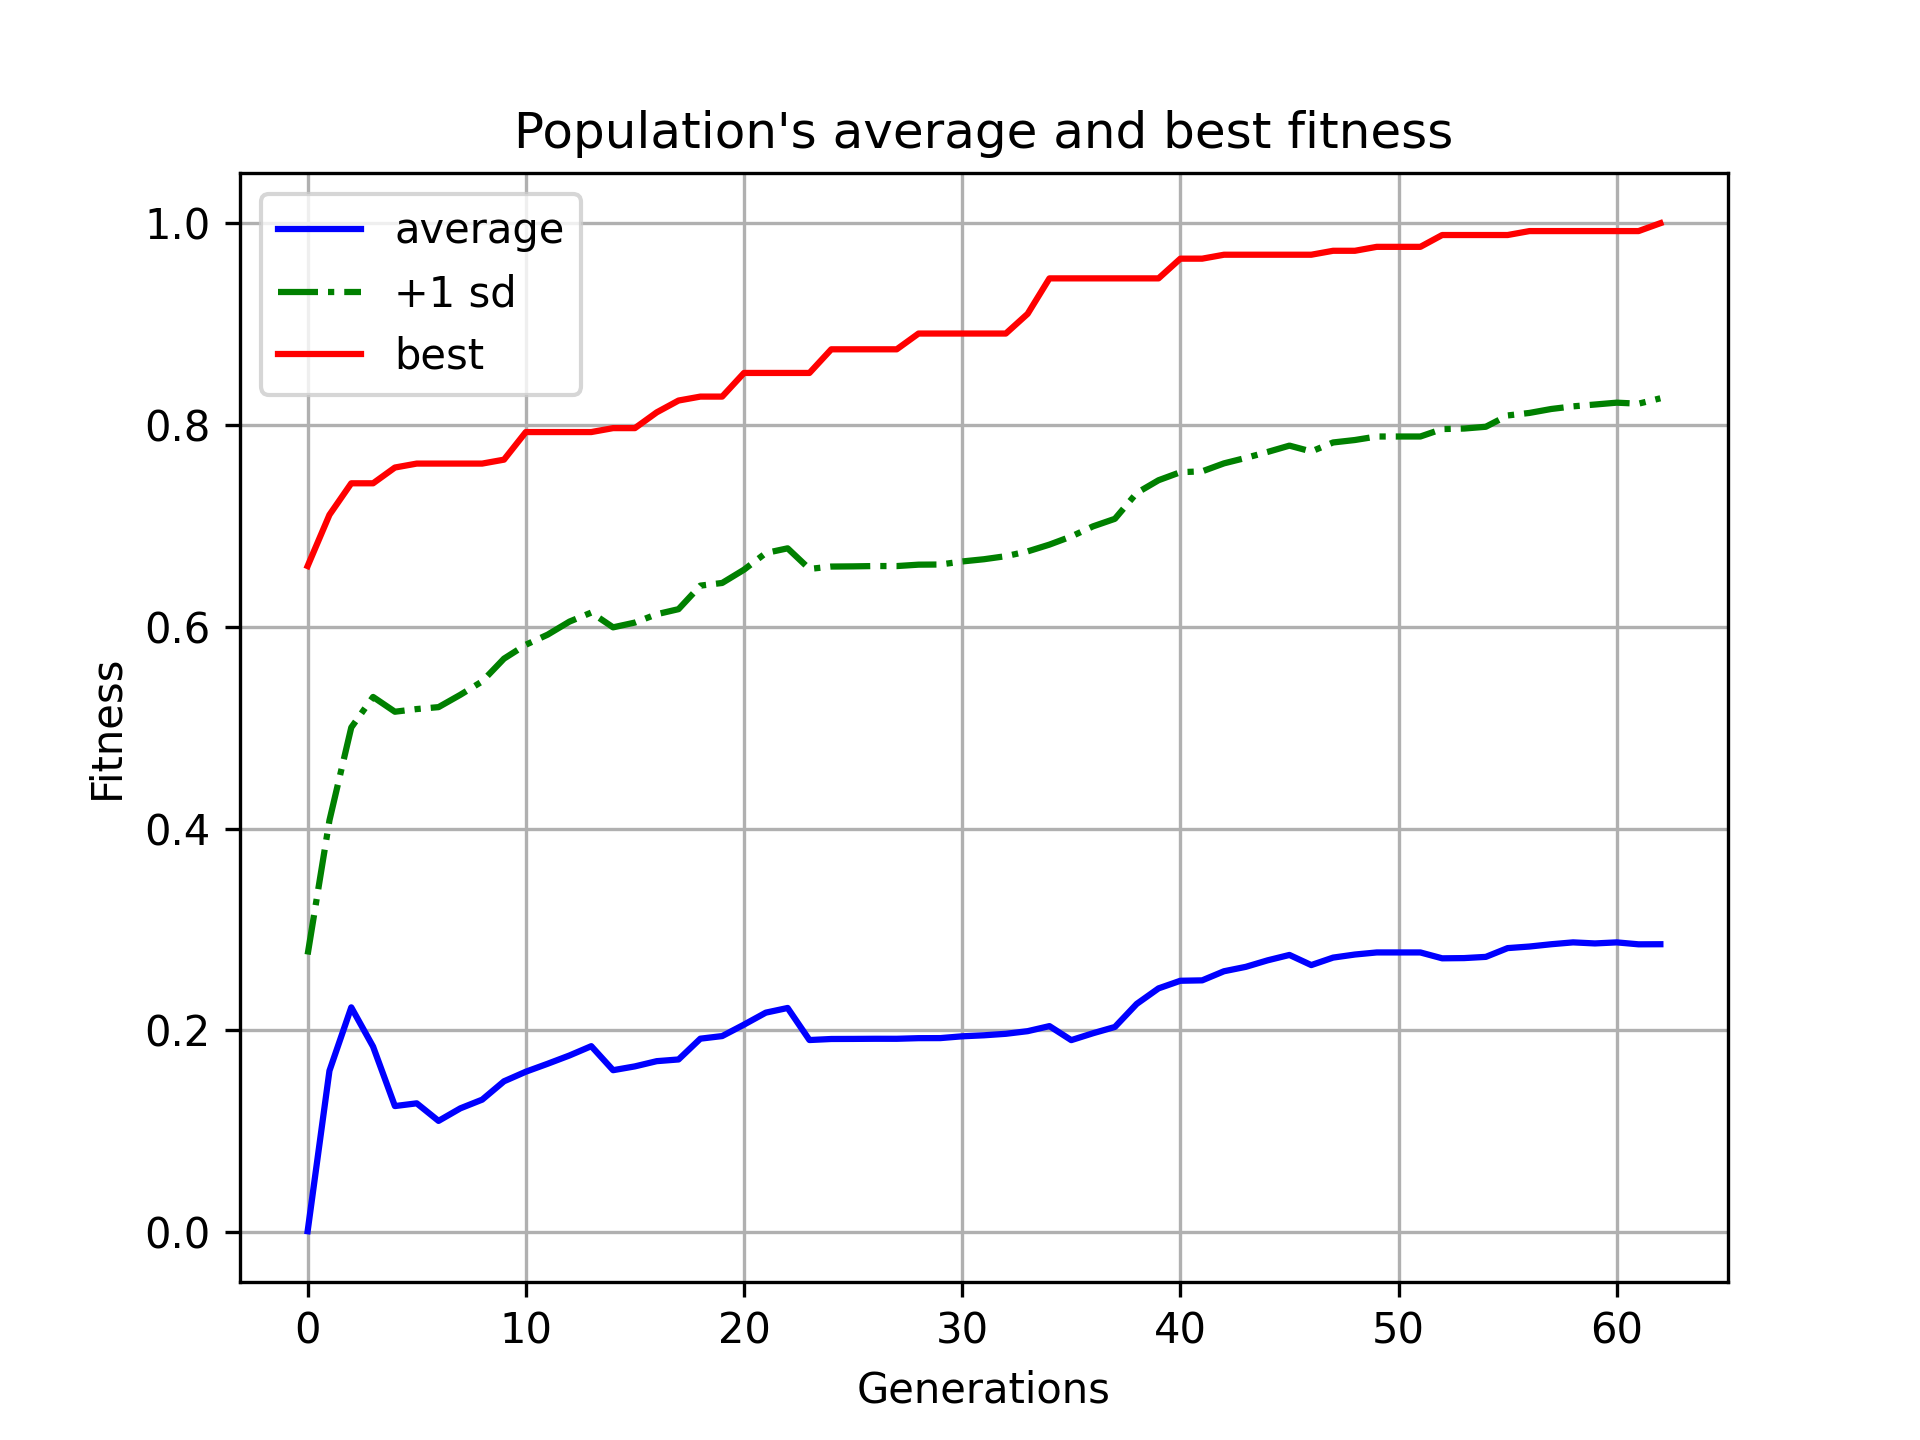 Population's average and best fitness
average
+1 sd
best
Fitness
1.0
0.8
0.6
0.4
0.2
0.0
0 10 20 30 40 50 60
Generations